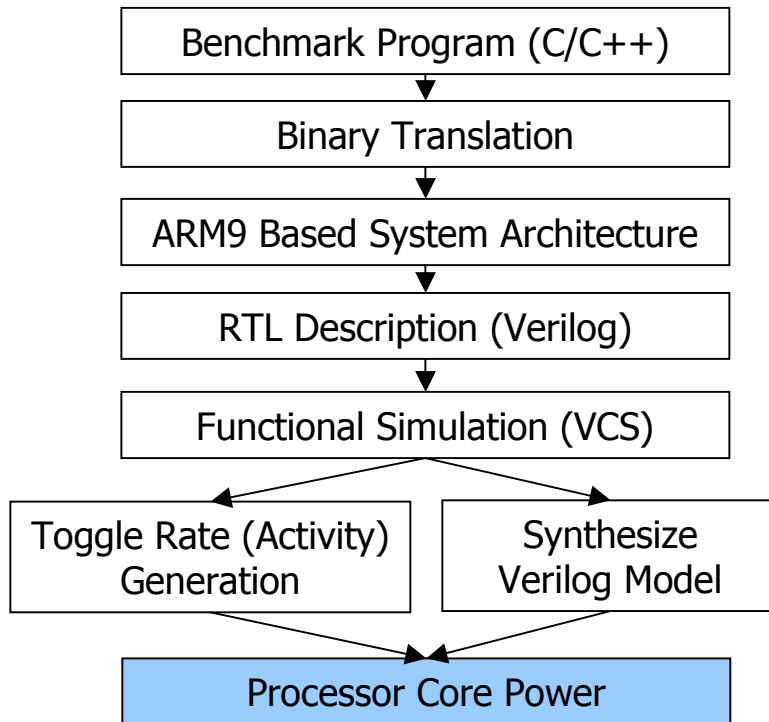 Benchmark Program (C/C++)
Binary Translation
ARM9 Based System Architecture
RTL Description (Verilog)
Functional Simulation (VCS)
Toggle Rate (Activity)
Generation
Synthesize
Verilog Model
Processor Core Power